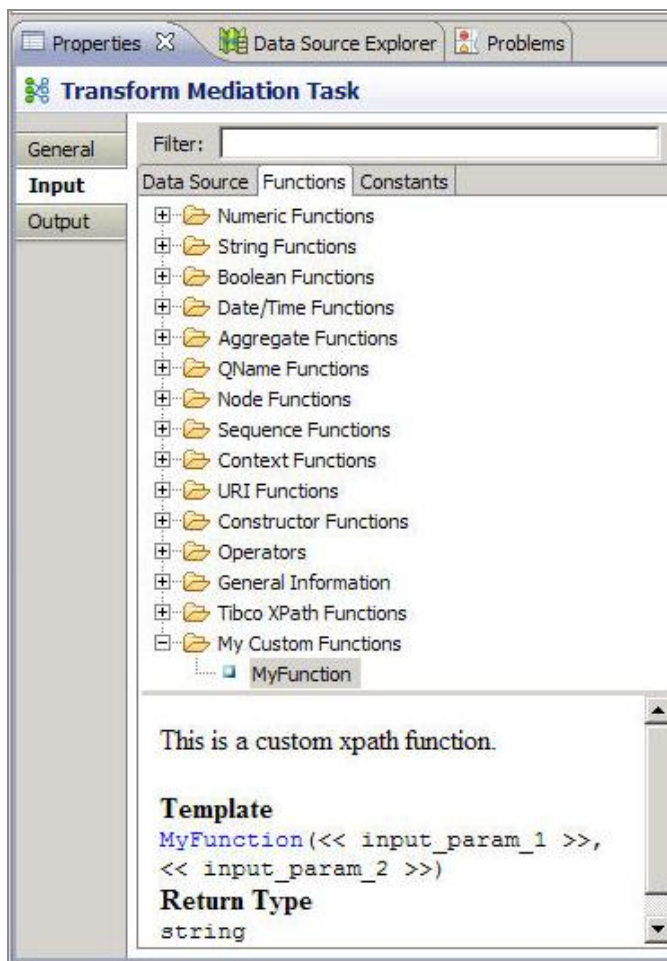 Properties Data Source Explorer Problems
Transform Mediation Task
General
Input
Output
Filter:
Data Source Functions Constants
Numeric Functions
String Functions
Boolean Functions
Date/Time Functions
Aggregate Functions
QName Functions
Node Functions
Sequence Functions
Context Functions
URI Functions
Constructor Functions
Operators
General Information
Tibco XPath Functions
My Custom Functions
MyFunction
This is a custom xpath function.
Template
MyFunction(<< input_param_1 >>,
<< input_param_2 >>)
Return Type
string